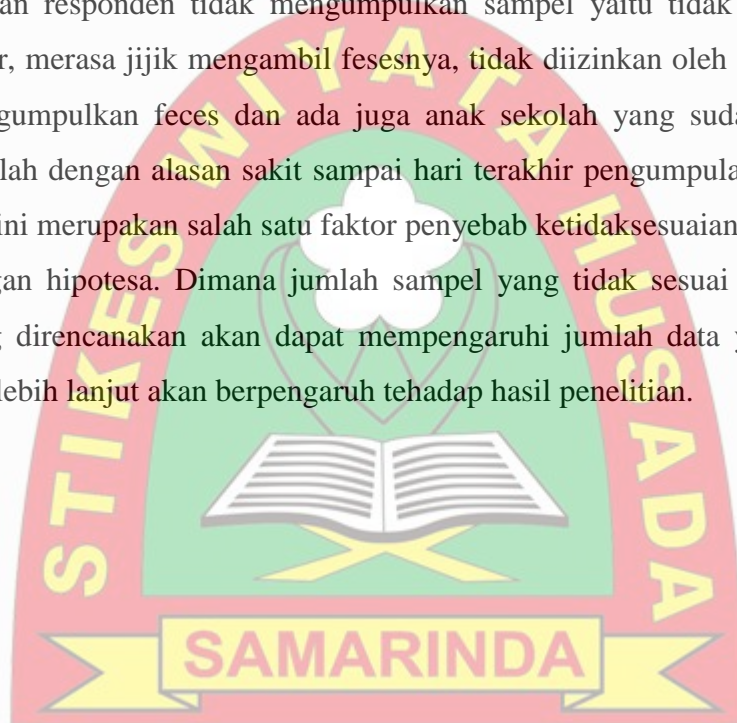 an responden tidak mengumpulkan sampel yaitu tidak
r, merasa jijik mengambil fesesnya, tidak diizinkan oleh
gumpulkan feces dan ada juga anak sekolah yang suda
lah dengan alasan sakit sampai hari terakhir pengumpula
ini merupakan salah satu faktor penyebab ketidaksesuaian
gan hipotesa. Dimana jumlah sampel yang tidak sesuai
g direncanakan akan dapat mempengaruhi jumlah data y
lebih lanjut akan berpengaruh tehadap hasil penelitian.
STIKES WIYATA HUSADA
SAMARINDA